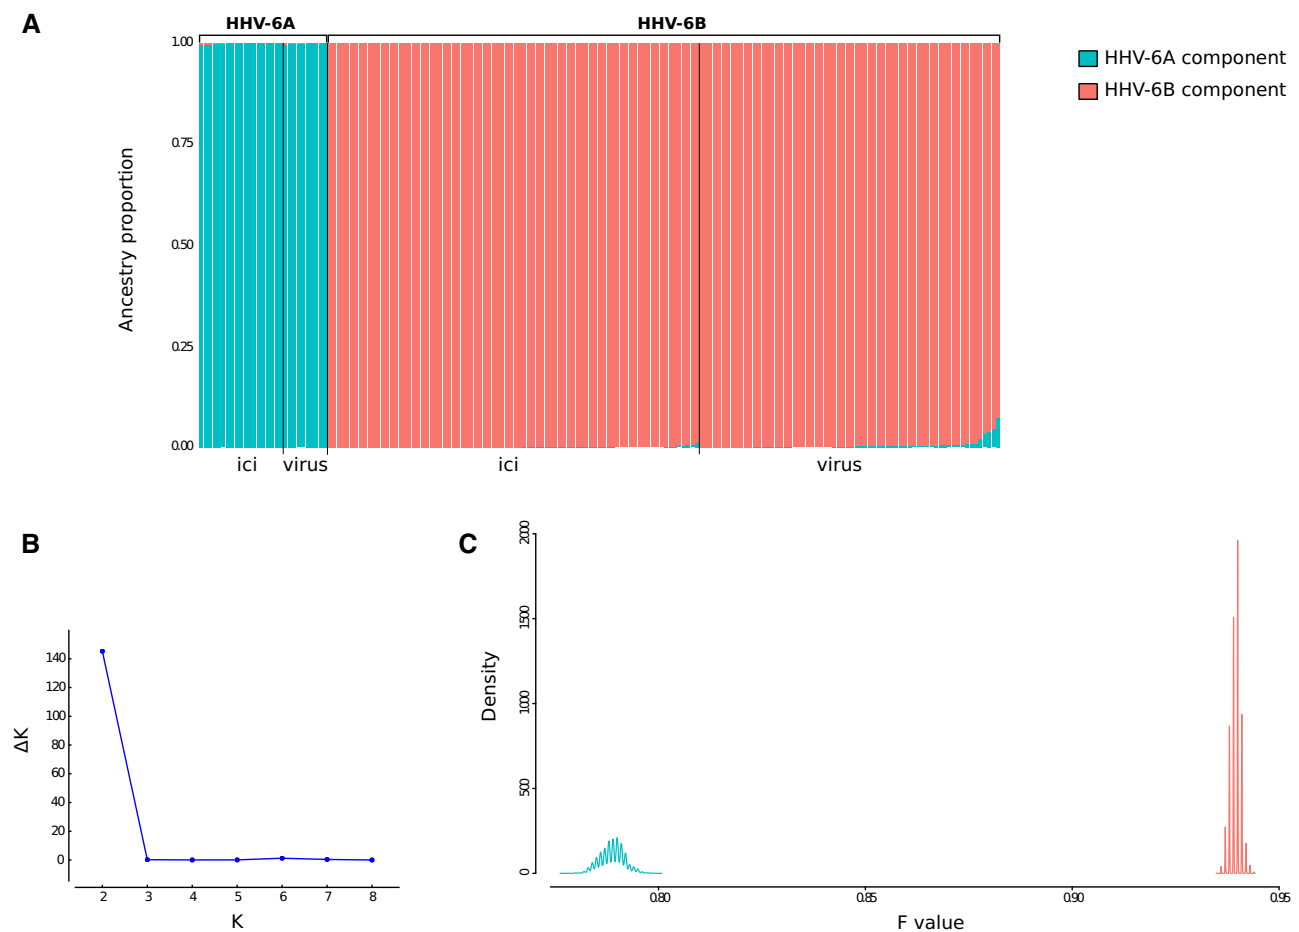 A
HHV-6A
HHV-6B
1.00
0.75
0.50
0.25
0.00
Ancestry proportion
ici
virus
ici
virus
HHV-6A component
HHV-6B component
B
140
120
100
80
60
40
20
0
ΔK
2 3 4 5 6 7 8
K
C
2000
1500
1000
500
0
Density
0.80 0.85 0.90 0.95
F value